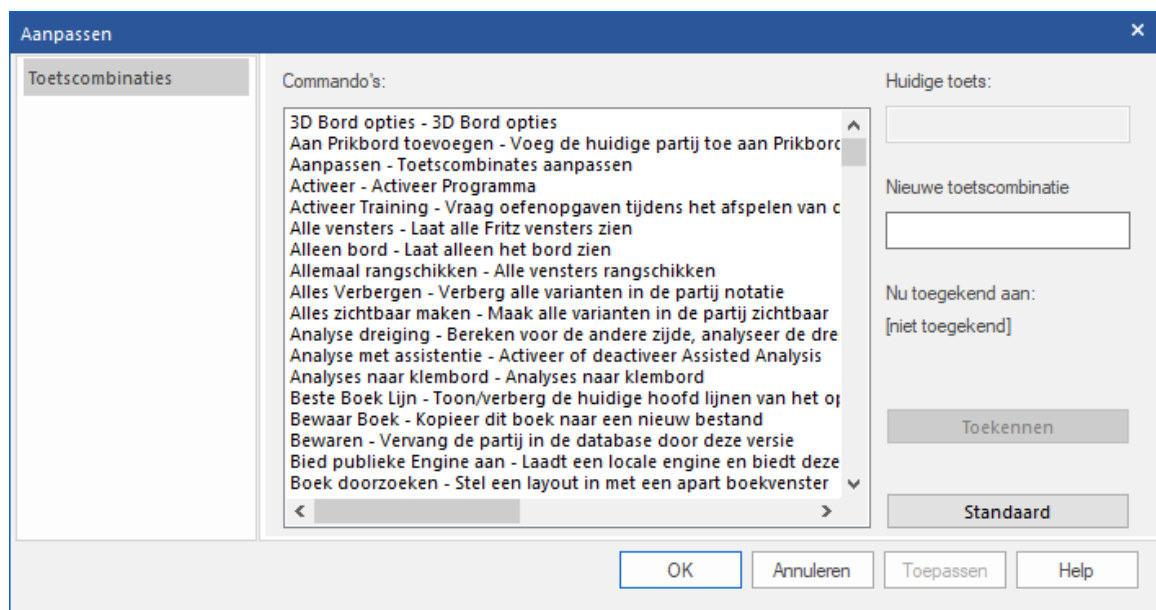 Aanpassen
Toetscombinaties
Commando's:
3D Bord opties - 3D Bord opties
Aan Prikbord toevoegen - Voeg de huidige partij toe aan Prikbord
Aanpassen - Toetscombinates aanpassen
Activeer - Activeer Programma
Activeer Training - Vraag oefenopgaven tijdens het afspelen van
Alle vensters - Laat alle Fritz vensters zien
Alleen bord - Laat alleen het bord zien
Allemaal rangschikken - Alle vensters rangschikken
Alles Verbergen - Verberg alle varianten in de partij notatie
Alles zichtbaar maken - Maak alle varianten in de partij zichtbaar
Analyse dreiging - Bereken voor de andere zijde, analyseer de dre
Analyse met assistentie - Activeer of deactiveer Assisted Analysis
Analyses naar klembord - Analyses naar klembord
Beste Boek Lijn - Toon/verberg de huidige hoofd lijnen van het
Bewaar Boek - Kopieer dit boek naar een nieuw bestand
Bewaren - Vervang de partij in de database door deze versie
Bied publieke Engine aan - Laadt een locale engine en biedt deze
Boek doorzoeken - Stel een layout in met een apart boekvenster
Huidige toets:
Nieuwe toetscombinatie
Nu toegekend aan:
[niet toegekend]
Toekennen
Standaard
OK
Annuleren
Toepassen
Help